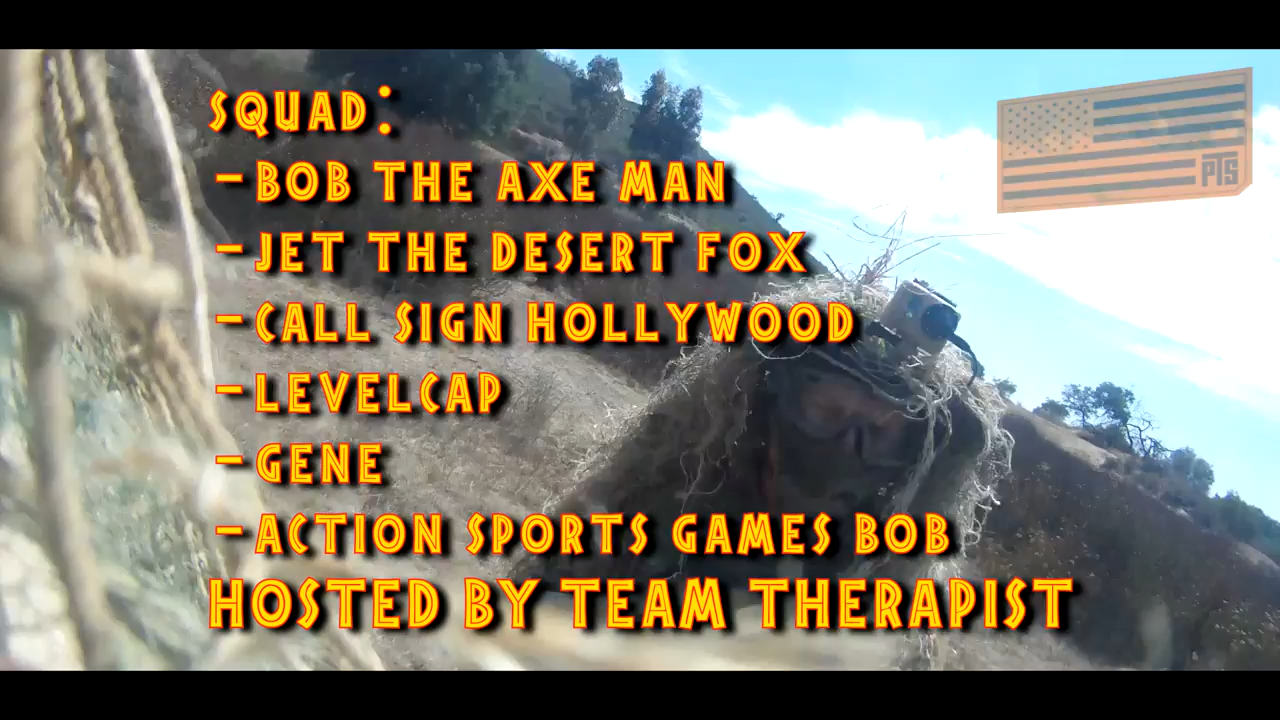 SQUAD:
-BOB THE AXE MAN
-JET THE DESERT FOX
-CALL SIGN HOLLYWOOD
-LEVELCAP
-GENE
-ACTION SPORTS GAMES BOB
HOSTED BY TEAM THERAPIST
PTS